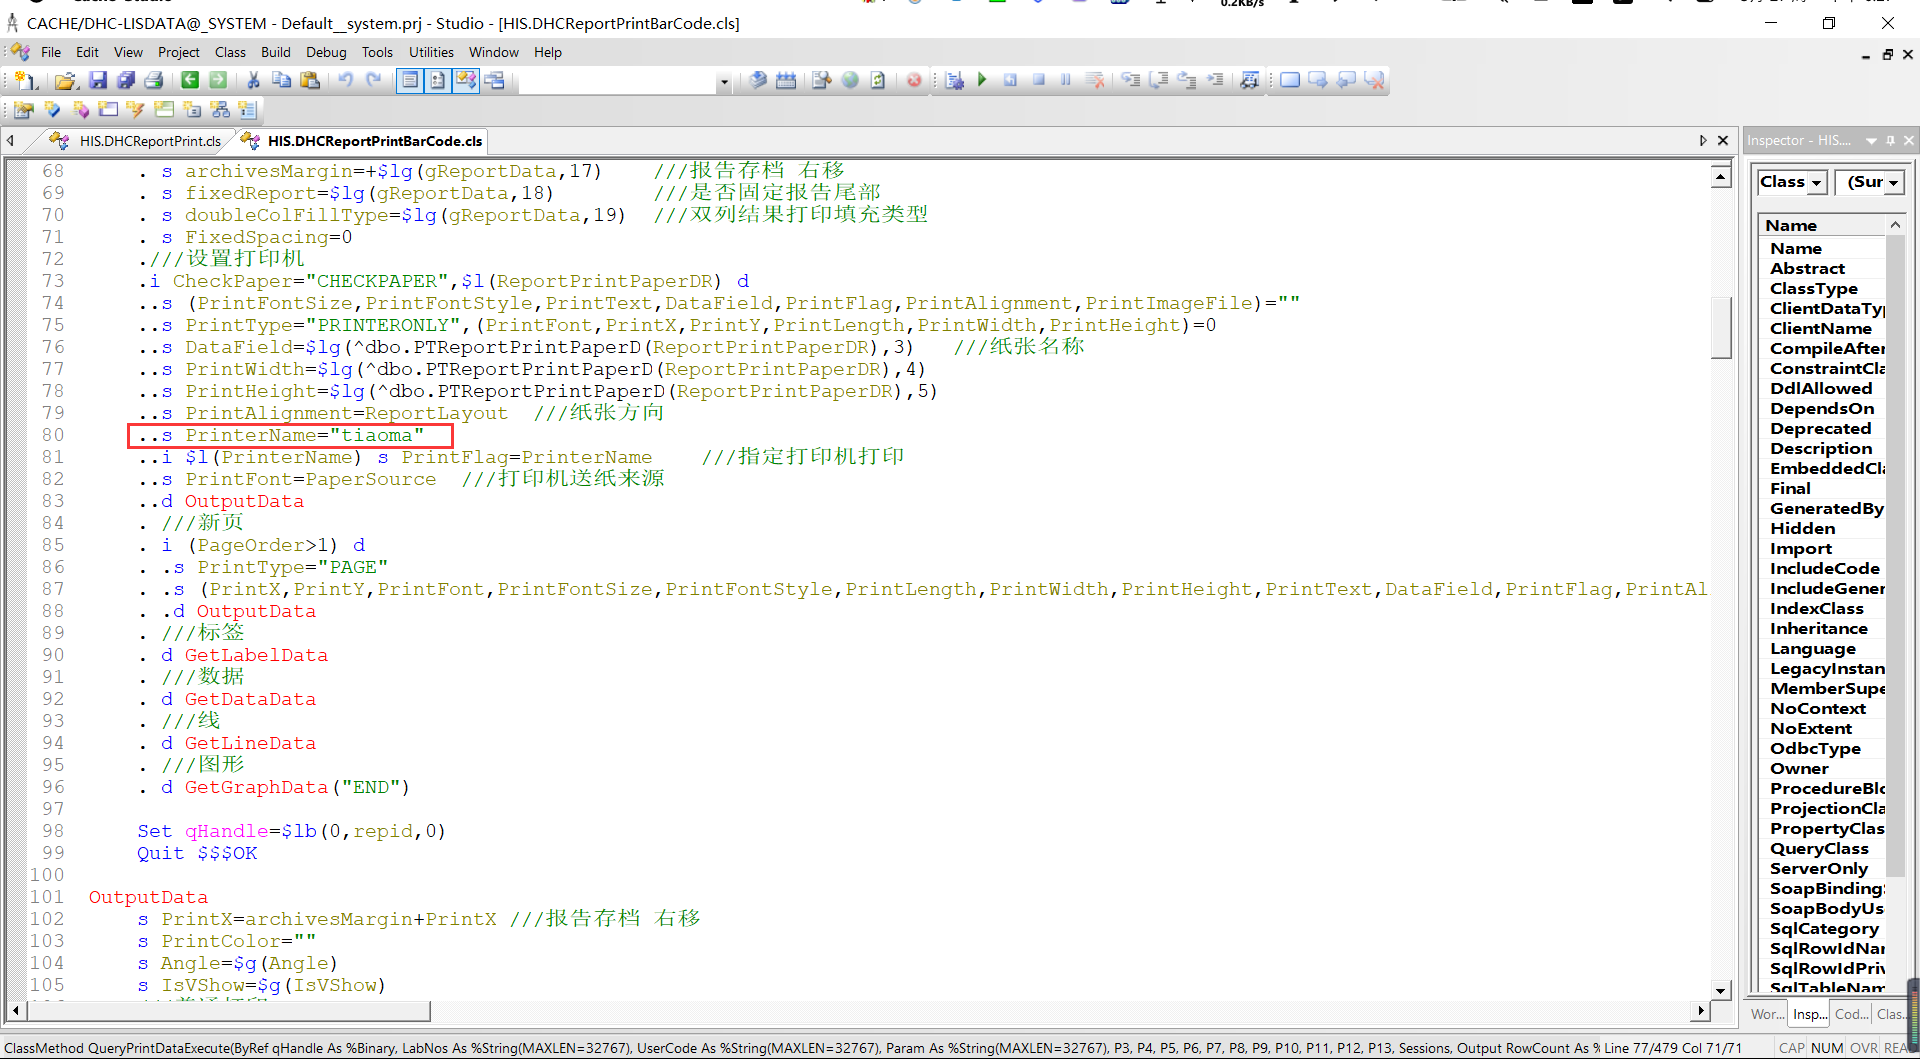 CACHE/DHC-LISDATA@_SYSTEM - Default__system.prj - Studio - [HIS.DHCReportPrintBarCode.cls]
File Edit View Project Class Build Debug Tools Utilities Window Help
HIS.DHCReportPrint.cls HIS.DHCReportPrintBarCode.cls
68 . s archivesMargin=+$lg(gReportData,17) ///报告存档 右移
69 . s fixedReport=$lg(gReportData,18) ///是否固定报告尾部
70 . s doubleColFillType=$lg(gReportData,19) ///双列结果打印填充类型
71 . s FixedSpacing=0
72 .///设置打印机
73 .i CheckPaper="CHECKPAPER",$l(ReportPrintPaperDR) d
74 ..s (PrintFontSize,PrintFontStyle,PrintText,DataField,PrintFlag,PrintAlignment,PrintImageFile)=""
75 ..s PrintType="PRINTERONLY",(PrintFont,PrintX,PrintY,PrintLength,PrintWidth,PrintHeight)=0
76 ..s DataField=$lg(^dbo.PTReportPrintPaperD(ReportPrintPaperDR),3) ///纸张名称
77 ..s PrintWidth=$lg(^dbo.PTReportPrintPaperD(ReportPrintPaperDR),4)
78 ..s PrintHeight=$lg(^dbo.PTReportPrintPaperD(ReportPrintPaperDR),5)
79 ..s PrintAlignment=ReportLayout ///纸张方向
80 ..s PrinterName="tiaoma"
81 ..i $l(PrinterName) s PrintFlag=PrinterName ///指定打印机打印
82 ..s PrintFont=PaperSource ///打印机送纸来源
83 ..d OutputData
84 . ///新页
85 . i (PageOrder>1) d
86 . .s PrintType="PAGE"
87 . .s (PrintX,PrintY,PrintFont,PrintFontSize,PrintFontStyle,PrintLength,PrintWidth,PrintHeight,PrintText,DataField,PrintFlag,PrintAl
88 . .d OutputData
89 . ///标签
90 . d GetLabelData
91 . ///数据
92 . d GetDataData
93 . ///线
94 . d GetLineData
95 . ///图形
96 . d GetGraphData("END")
97
98 Set qHandle=$lb(0,repid,0)
99 Quit $$$OK
100
101 OutputData
102 s PrintX=archivesMargin+PrintX ///报告存档 右移
103 s PrintColor=""
104 s Angle=$g(Angle)
105 s IsVShow=$g(IsVShow)
Inspector - HIS....
Class (Sur
Name
Name
Abstract
ClassType
ClientDataTy
ClientName
CompileAfter
ConstraintCla
DdlAllowed
DependsOn
Deprecated
Description
EmbeddedCla
Final
GeneratedBy
Hidden
Import
IncludeCode
IncludeGener
IndexClass
Inheritance
Language
LegacyInstan
MemberSupe
NoContext
NoExtent
OdbcType
Owner
ProcedureBlo
ProjectionCla
PropertyClas
QueryClass
ServerOnly
SoapBinding
SoapBodyUs
SqlCategory
SqlRowIdNar
SqlRowIdPriv
SqlTableNam
Wor... Insp... Cod... Clas...
ClassMethod QueryPrintDataExecute(ByRef qHandle As %Binary, LabNos As %String(MAXLEN=32767), UserCode As %String(MAXLEN=32767), Param As %String(MAXLEN=32767), P3, P4, P5, P6, P7, P8, P9, P10, P11, P12, P13, Sessions, Output RowCount As % Line 77/479 Col 71/71 CAP NUM OVR REA